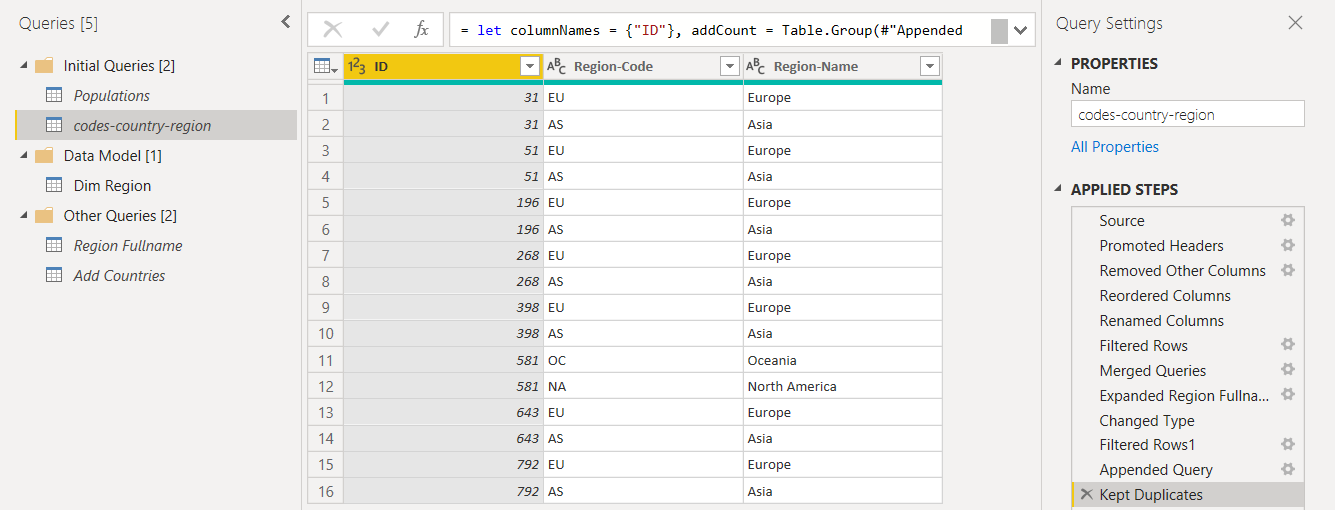 Queries [5]
Initial Queries [2]
Populations
codes-country-region
Data Model [1]
Dim Region
Other Queries [2]
Region Fullname
Add Countries
fx
= let columnNames = {"ID"}, addCount = Table.Group(#"Appended
123 ID ABC Region-Code ABC Region-Name
1 31 EU Europe
2 31 AS Asia
3 51 EU Europe
4 51 AS Asia
5 196 EU Europe
6 196 AS Asia
7 268 EU Europe
8 268 AS Asia
9 398 EU Europe
10 398 AS Asia
11 581 OC Oceania
12 581 NA North America
13 643 EU Europe
14 643 AS Asia
15 792 EU Europe
16 792 AS Asia
Query Settings
PROPERTIES
Name
codes-country-region
All Properties
APPLIED STEPS
Source
Promoted Headers
Removed Other Columns
Reordered Columns
Renamed Columns
Filtered Rows
Merged Queries
Expanded Region Fullna...
Changed Type
Filtered Rows1
Appended Query
Kept Duplicates